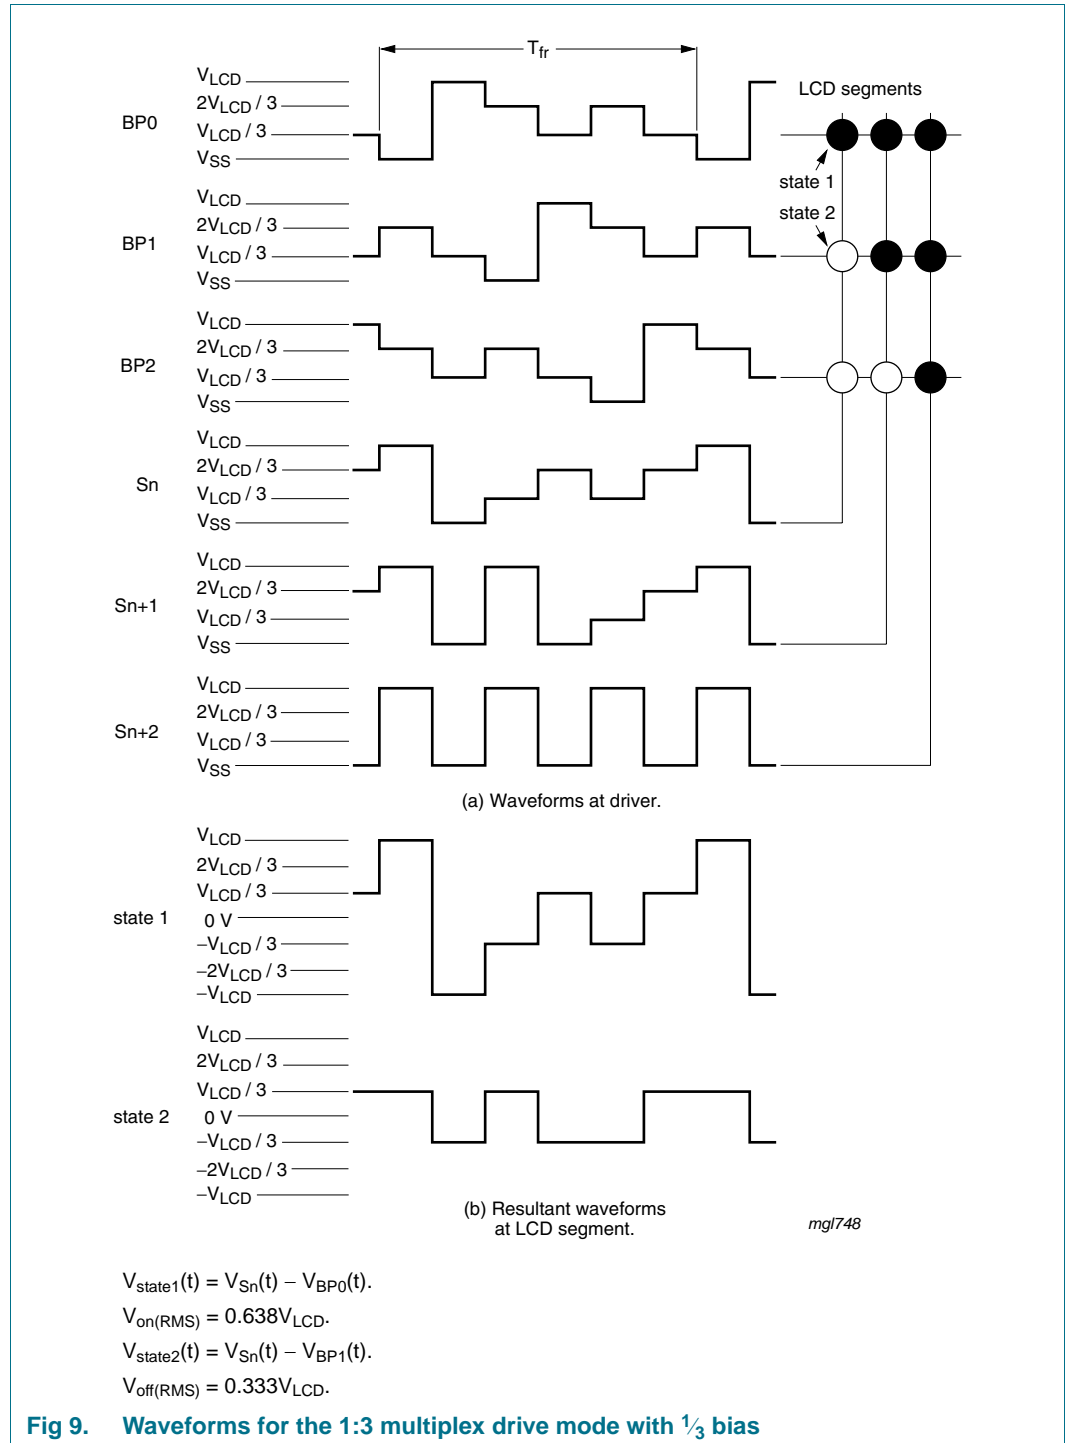 Tfr
VLCD
2VLCD / 3
BP0
VLCD / 3
VSS
LCD segments
state 1
state 2
VLCD
2VLCD / 3
BP1
VLCD / 3
VSS
VLCD
2VLCD / 3
BP2
VLCD / 3
VSS
VLCD
2VLCD / 3
Sn
VLCD / 3
VSS
VLCD
2VLCD / 3
Sn+1
VLCD / 3
VSS
VLCD
2VLCD / 3
Sn+2
VLCD / 3
VSS
(a) Waveforms at driver.
VLCD
2VLCD / 3
VLCD / 3
state 1
0 V
−VLCD / 3
−2VLCD / 3
−VLCD
VLCD
2VLCD / 3
VLCD / 3
state 2
0 V
−VLCD / 3
−2VLCD / 3
−VLCD
(b) Resultant waveforms
at LCD segment.
mgl748
Vstate1(t) = VSn(t) − VBP0(t).
Von(RMS) = 0.638VLCD.
Vstate2(t) = VSn(t) − VBP1(t).
Voff(RMS) = 0.333VLCD.
Fig 9. Waveforms for the 1:3 multiplex drive mode with 1⁄3 bias